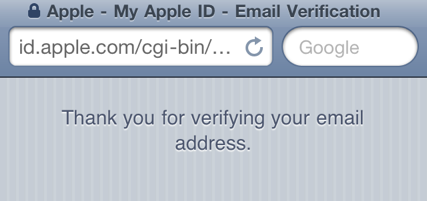 Apple - My Apple ID - Email Verification
id.apple.com/cgi-bin/...
Google
Thank you for verifying your email
address.